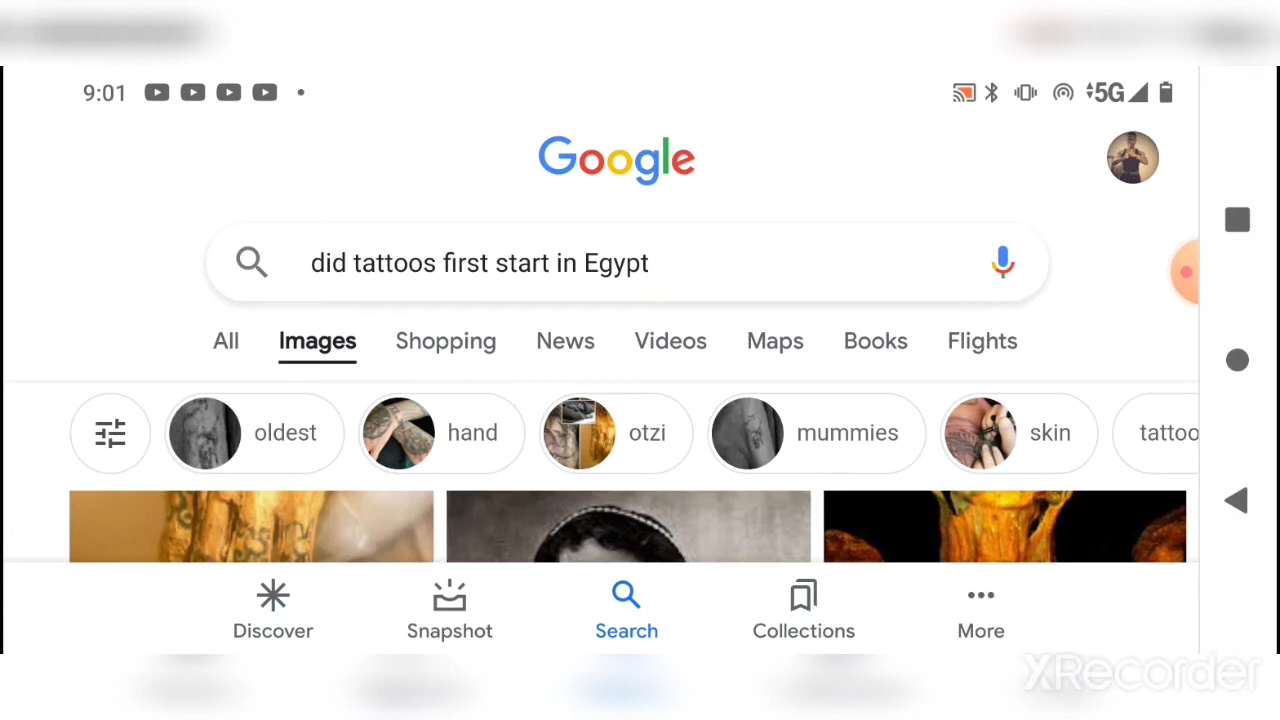 9:01 5G
Google
did tattoos first start in Egypt
All Images Shopping News Videos Maps Books Flights
oldest hand otzi mummies skin tattoo
Discover Snapshot Search Collections More
XRecorder